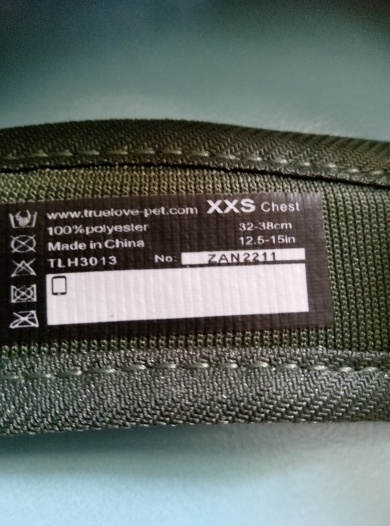 www.truelove-pet.com XXS Chest
100%polyester 32-38cm
Made in China 12.5-15in
TLH3013 No: ZAN2211